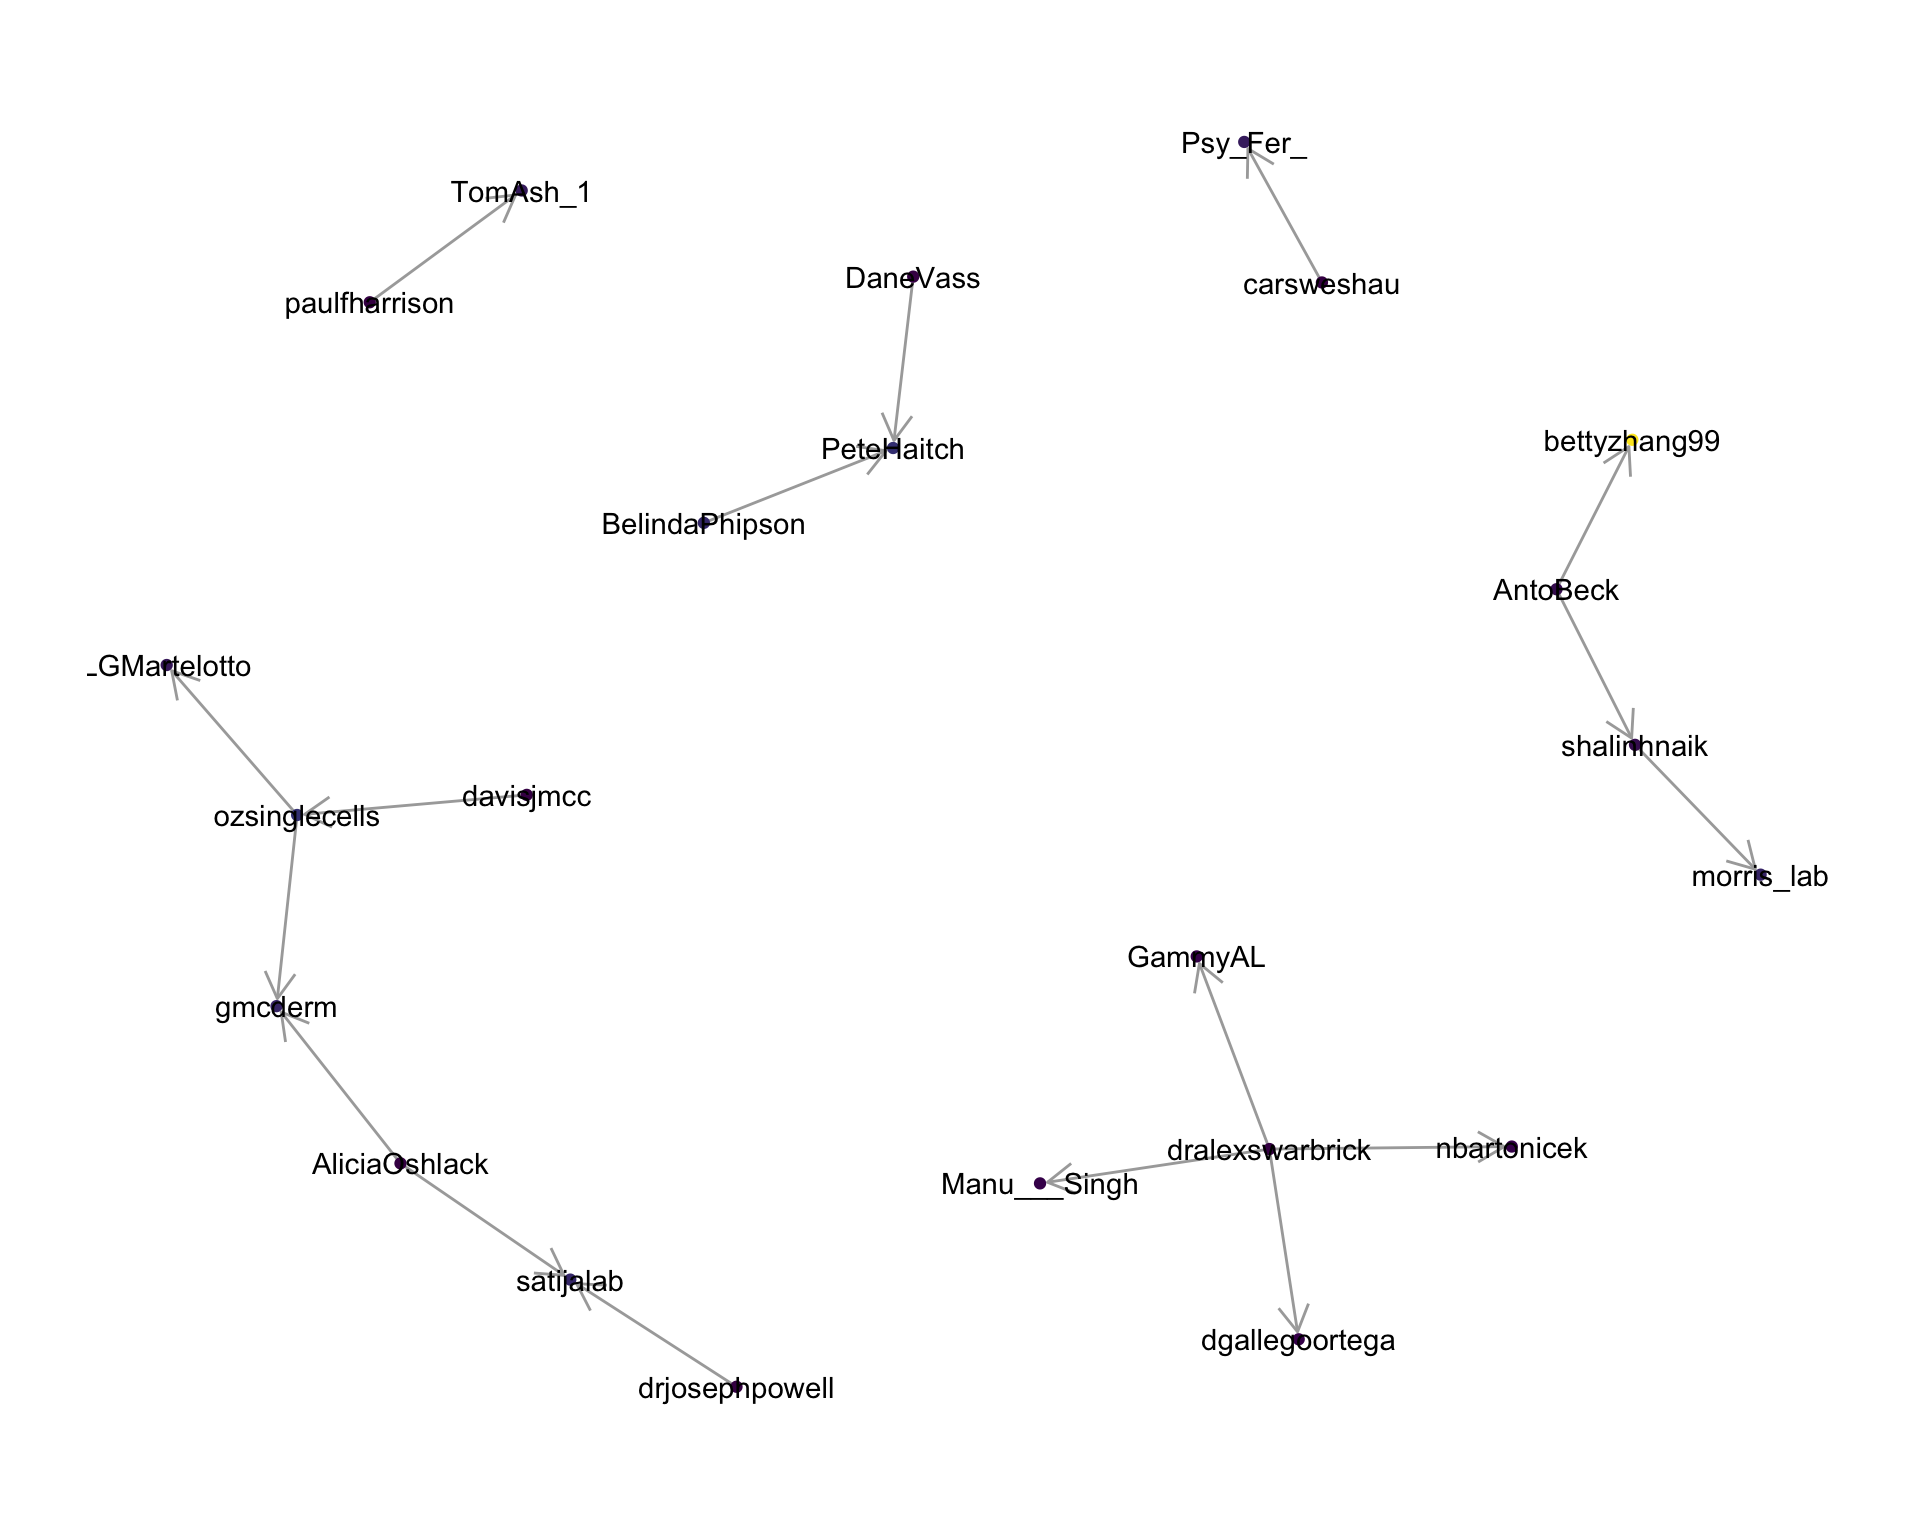 Psy_Fer_
TomAsh_1
DaneVass
carsweshau
paulfharrison
bettyzhang99
PeteHaitch
BelindaPhipson
AntoBeck
_GMartelotto
shalinhnaik
davisjmcc
ozsinglecells
morris_lab
GammyAL
gmcderm
dralexswarbrick
nbartonicek
AliciaOshlack
Manu___Singh
satijalab
dgallegoortega
drjosephpowell